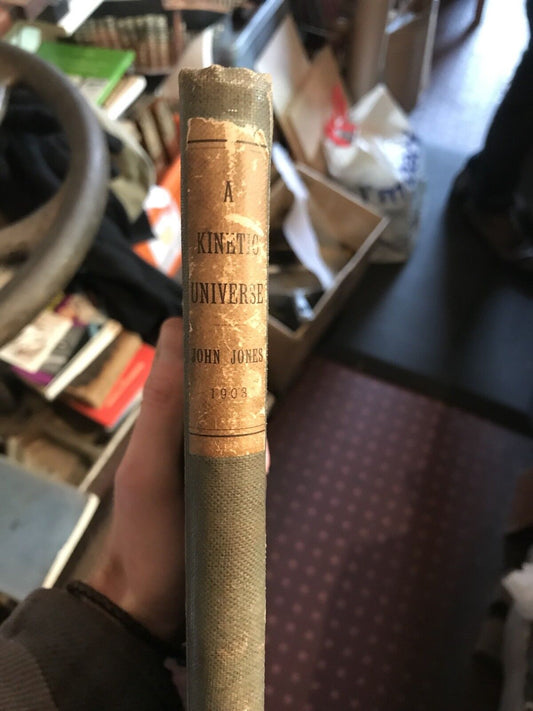 A
KINETIC
UNIVERSE
JOHN JONES
1903